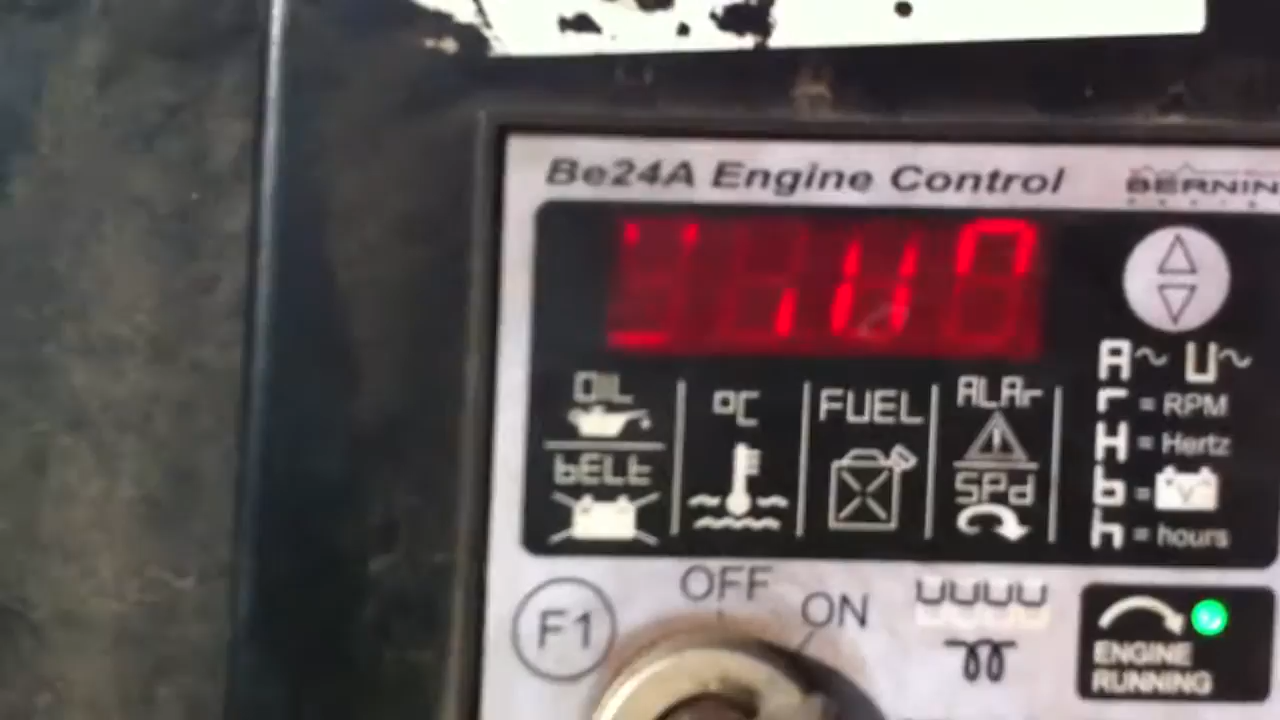 Be24A Engine Control
BERNIN
OIL
bELt
°C
FUEL
ALAr
SPd
A~ U~
r = RPM
H = Hertz
b = V
h = hours
F1
OFF
ON
ENGINE
RUNNING